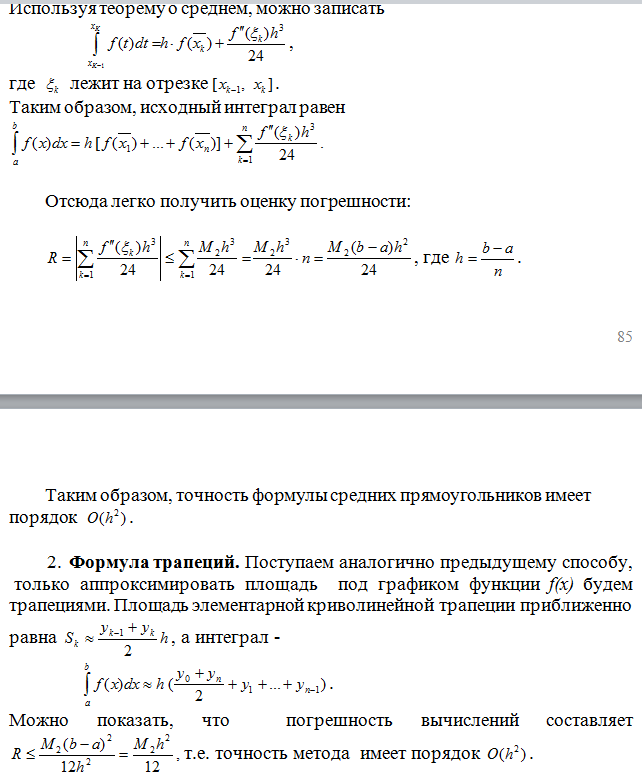 Используя теорему о среднем, можно записать
$\int_{x_{K-1}}^{x_K} f(t)dt = h \cdot f(\overline{x_k}) + \frac{f''(\xi_k)h^3}{24}$ ,
где $\xi_k$ лежит на отрезке $[x_{k-1}, x_k]$ .
Таким образом, исходный интеграл равен
$\int_a^b f(x)dx = h[f(\overline{x_1}) + ... + f(\overline{x_n})] + \sum_{k=1}^n \frac{f''(\xi_k)h^3}{24}$ .
Отсюда легко получить оценку погрешности:
$R = \left| \sum_{k=1}^n \frac{f''(\xi_k)h^3}{24} \right| \le \sum_{k=1}^n \frac{M_2 h^3}{24} = \frac{M_2 h^3}{24} \cdot n = \frac{M_2(b-a)h^2}{24}$ , где $h = \frac{b-a}{n}$ .
85
Таким образом, точность формулы средних прямоугольников имеет
порядок $O(h^2)$ .
2. Формула трапеций. Поступаем аналогично предыдущему способу,
только аппроксимировать площадь под графиком функции f(x) будем
трапециями. Площадь элементарной криволинейной трапеции приближенно
равна $S_k \approx \frac{y_{k-1} + y_k}{2} h$ , а интеграл -
$\int_a^b f(x)dx \approx h(\frac{y_0 + y_n}{2} + y_1 + ... + y_{n-1})$ .
Можно показать, что погрешность вычислений составляет
$R \le \frac{M_2(b-a)^2}{12h^2} = \frac{M_2 h^2}{12}$ , т.е. точность метода имеет порядок $O(h^2)$ .